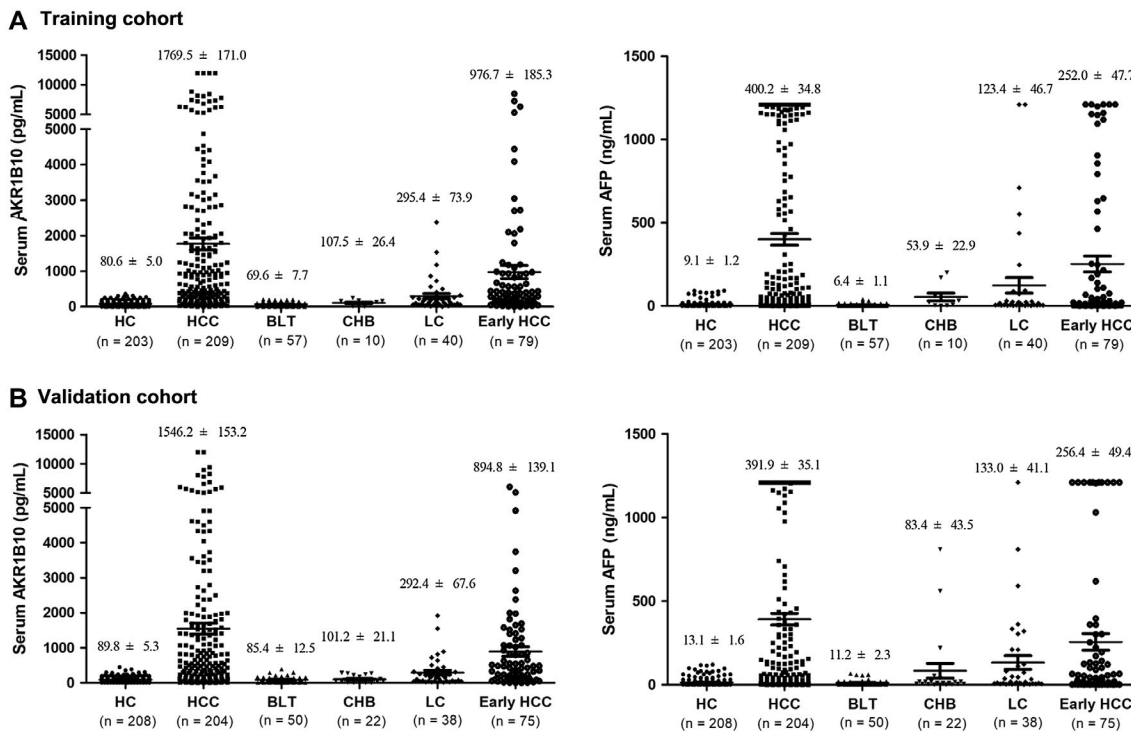 A Training cohort
Serum AKR1B10 (pg/mL)
15000
10000
5000
5000
4000
3000
2000
1000
0
80.6 ± 5.0
1769.5 ± 171.0
69.6 ± 7.7
107.5 ± 26.4
295.4 ± 73.9
976.7 ± 185.3
HC HCC BLT CHB LC Early HCC
(n = 203) (n = 209) (n = 57) (n = 10) (n = 40) (n = 79)
Serum AFP (ng/mL)
1500
1000
500
0
9.1 ± 1.2
400.2 ± 34.8
6.4 ± 1.1
53.9 ± 22.9
123.4 ± 46.7
252.0 ± 47.7
HC HCC BLT CHB LC Early HCC
(n = 203) (n = 209) (n = 57) (n = 10) (n = 40) (n = 79)
B Validation cohort
Serum AKR1B10 (pg/mL)
15000
10000
5000
5000
4000
3000
2000
1000
0
89.8 ± 5.3
1546.2 ± 153.2
85.4 ± 12.5
101.2 ± 21.1
292.4 ± 67.6
894.8 ± 139.1
HC HCC BLT CHB LC Early HCC
(n = 208) (n = 204) (n = 50) (n = 22) (n = 38) (n = 75)
Serum AFP (ng/mL)
1500
1000
500
0
13.1 ± 1.6
391.9 ± 35.1
11.2 ± 2.3
83.4 ± 43.5
133.0 ± 41.1
256.4 ± 49.4
HC HCC BLT CHB LC Early HCC
(n = 208) (n = 204) (n = 50) (n = 22) (n = 38) (n = 75)